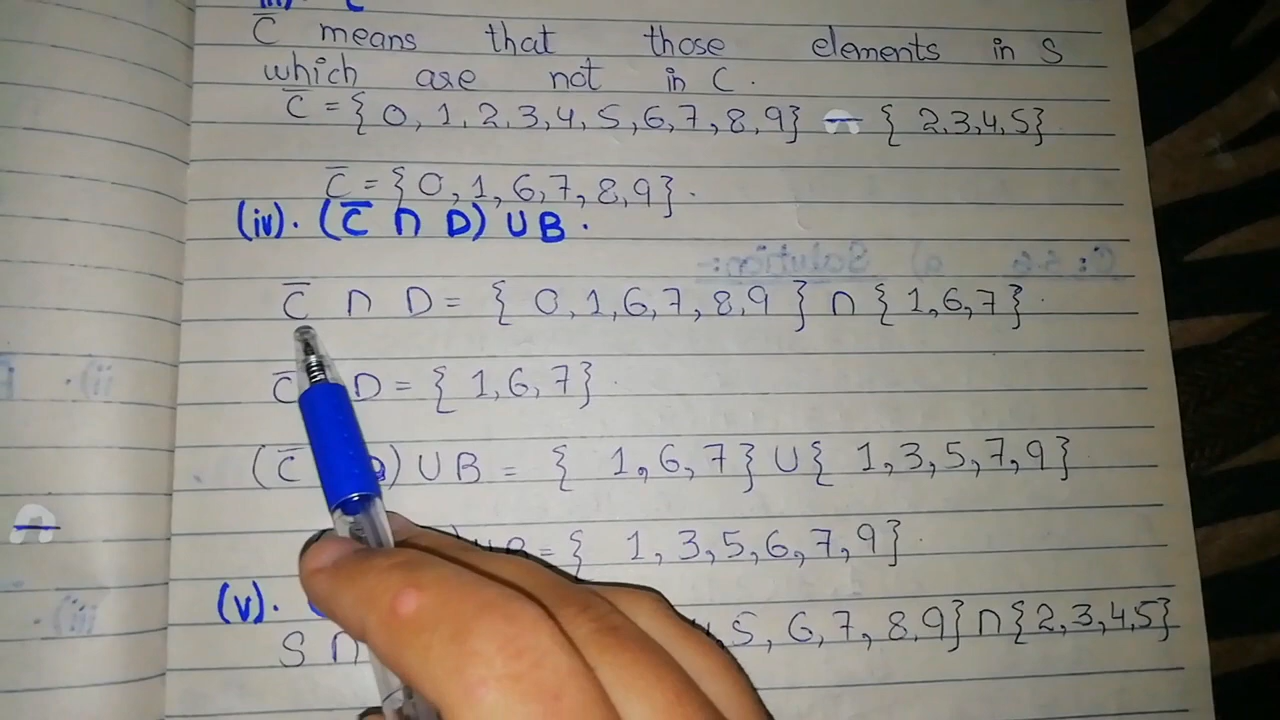 C̅ means that those elements in S
which are not in C.
C̅ = { 0, 1, 2, 3, 4, 5, 6, 7, 8, 9} − { 2,3,4,5}
C̅ = { 0, 1, 6, 7, 8, 9}.
(iv). (C̅ ∩ D) ∪ B.
C̅ ∩ D = { 0, 1, 6, 7, 8, 9 } ∩ { 1, 6, 7}.
C̅ D = { 1, 6, 7}.
(C̅ D) ∪ B = { 1, 6, 7} ∪ { 1, 3, 5, 7, 9}
) ∪ B = { 1, 3, 5, 6, 7, 9}.
(v). (
S ∩ 4, 5, 6, 7, 8, 9} ∩ {2, 3, 4, 5}